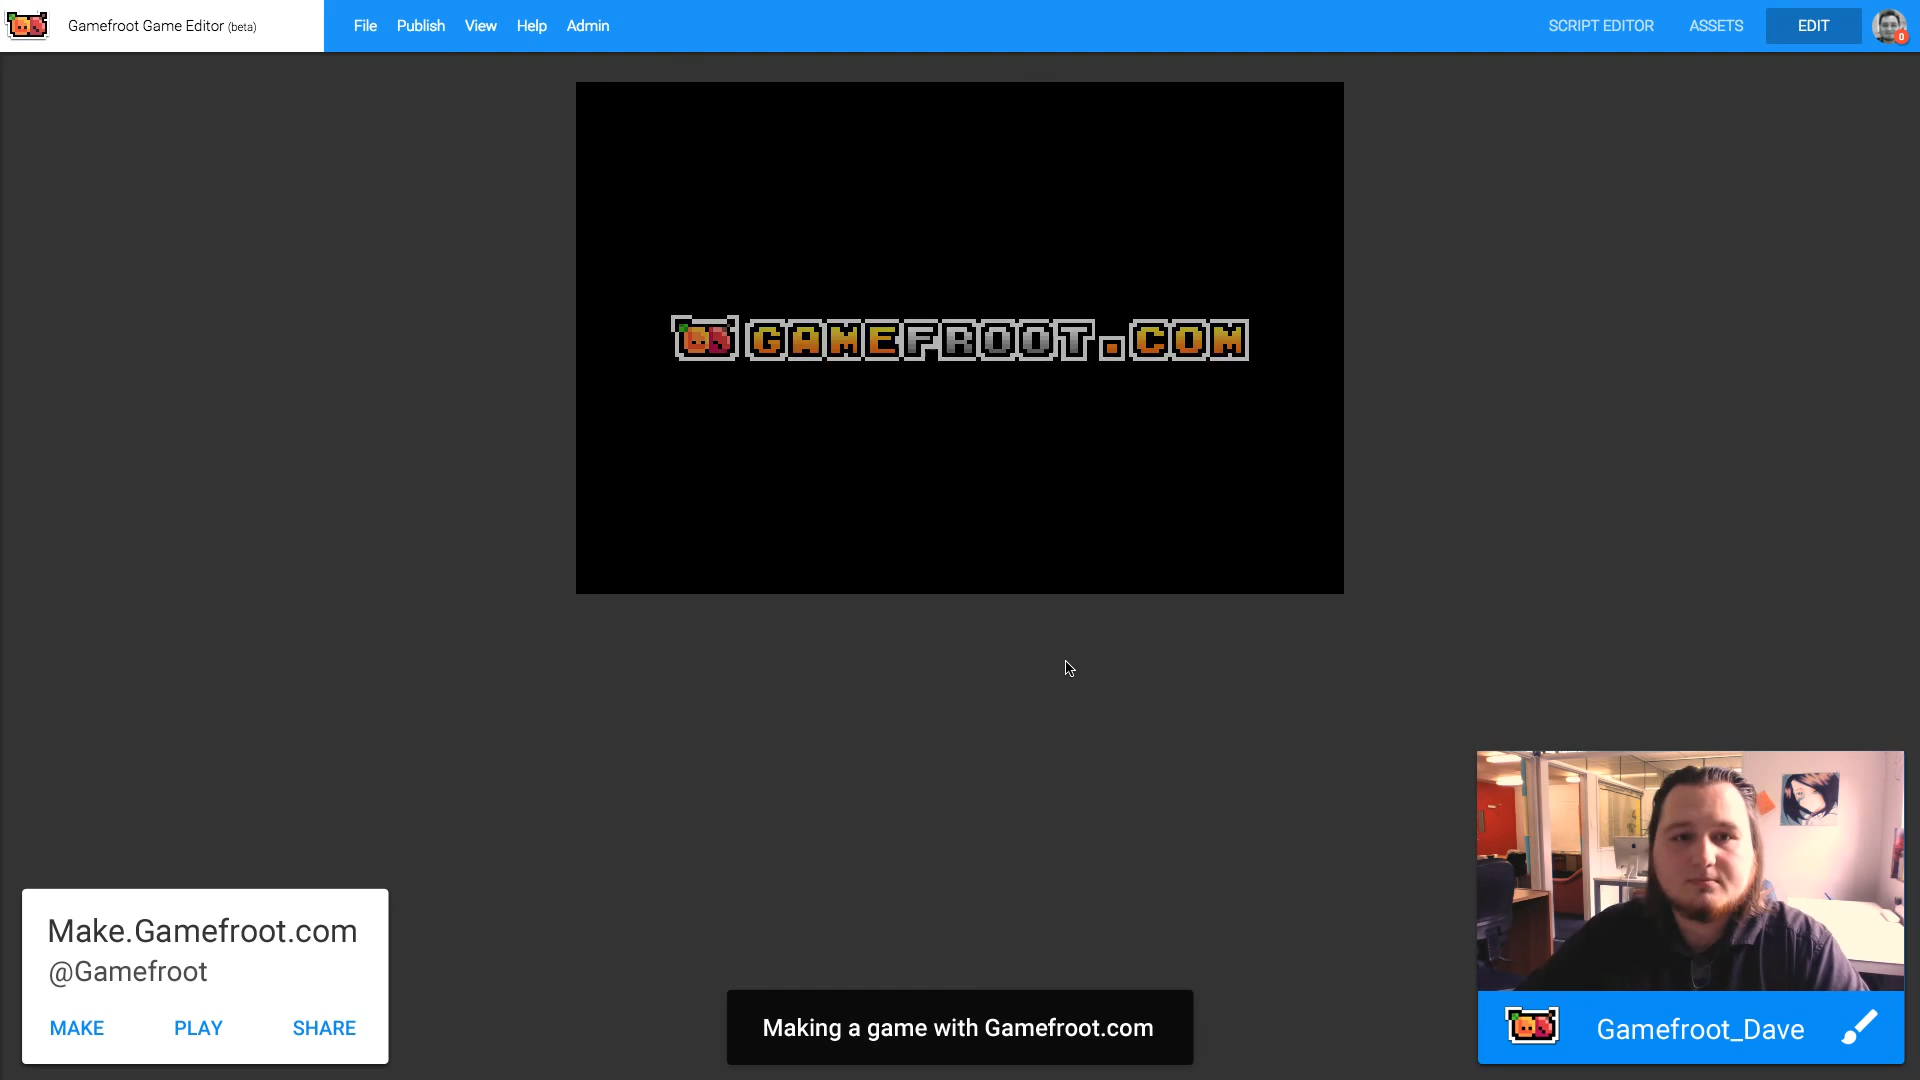 Gamefroot Game Editor (beta)
File Publish View Help Admin
SCRIPT EDITOR ASSETS EDIT
0
GAMEFROOT.COM
Make.Gamefroot.com
@Gamefroot
MAKE PLAY SHARE
Making a game with Gamefroot.com
Gamefroot_Dave